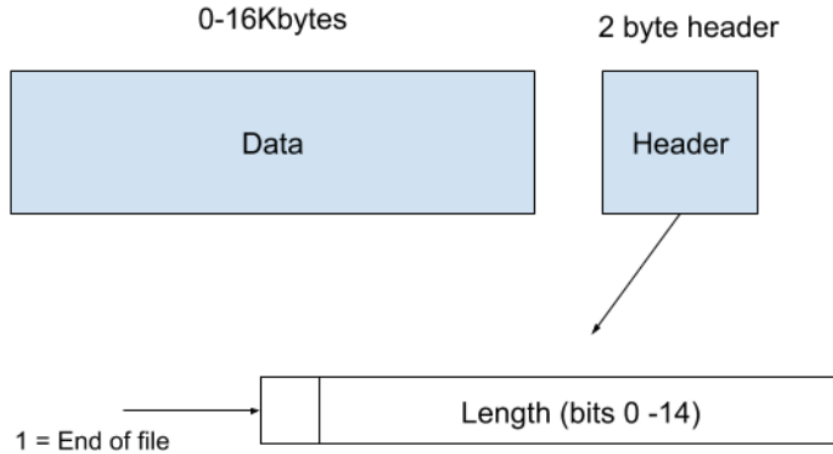 0-16Kbytes
2 byte header
Data
Header
Length (bits 0 -14)
1 = End of file